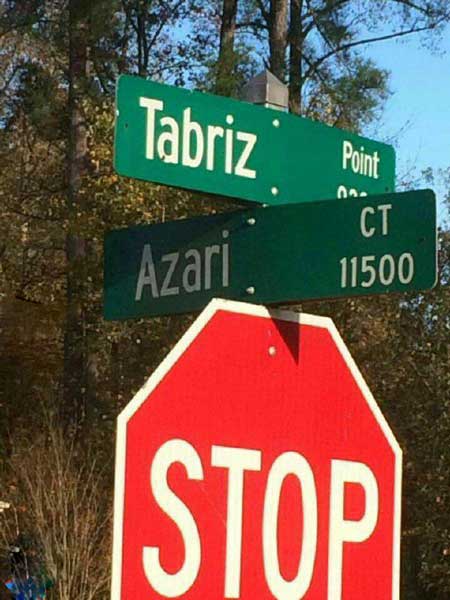 Tabriz Point
Azari CT
11500
STOP